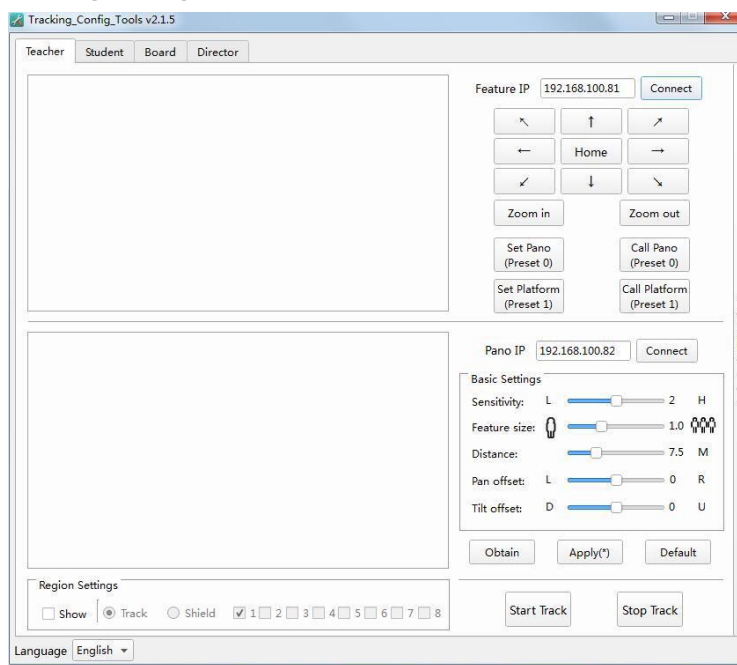 Tracking_Config_Tools v2.1.5
Teacher Student Board Director
Feature IP 192.168.100.81 Connect
↖ ↑ ↗
← Home →
↙ ↓ ↘
Zoom in Zoom out
Set Pano (Preset 0) Call Pano (Preset 0)
Set Platform (Preset 1) Call Platform (Preset 1)
Pano IP 192.168.100.82 Connect
Basic Settings
Sensitivity: L 2 H
Feature size: 1.0
Distance: 7.5 M
Pan offset: L 0 R
Tilt offset: D 0 U
Obtain Apply(*) Default
Region Settings
Show Track Shield 1 2 3 4 5 6 7 8
Start Track Stop Track
Language English